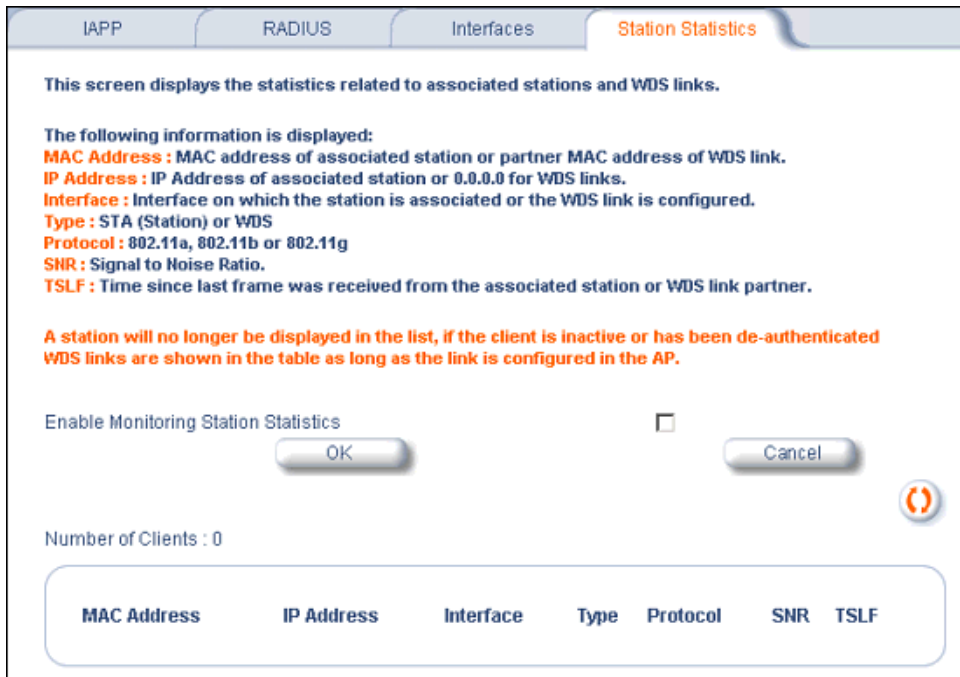 IAPP RADIUS Interfaces Station Statistics
This screen displays the statistics related to associated stations and WDS links.
The following information is displayed:
MAC Address : MAC address of associated station or partner MAC address of WDS link.
IP Address : IP Address of associated station or 0.0.0.0 for WDS links.
Interface : Interface on which the station is associated or the WDS link is configured.
Type : STA (Station) or WDS
Protocol : 802.11a, 802.11b or 802.11g
SNR : Signal to Noise Ratio.
TSLF : Time since last frame was received from the associated station or WDS link partner.
A station will no longer be displayed in the list, if the client is inactive or has been de-authenticated
WDS links are shown in the table as long as the link is configured in the AP.
Enable Monitoring Station Statistics
OK Cancel
Number of Clients : 0
MAC Address IP Address Interface Type Protocol SNR TSLF